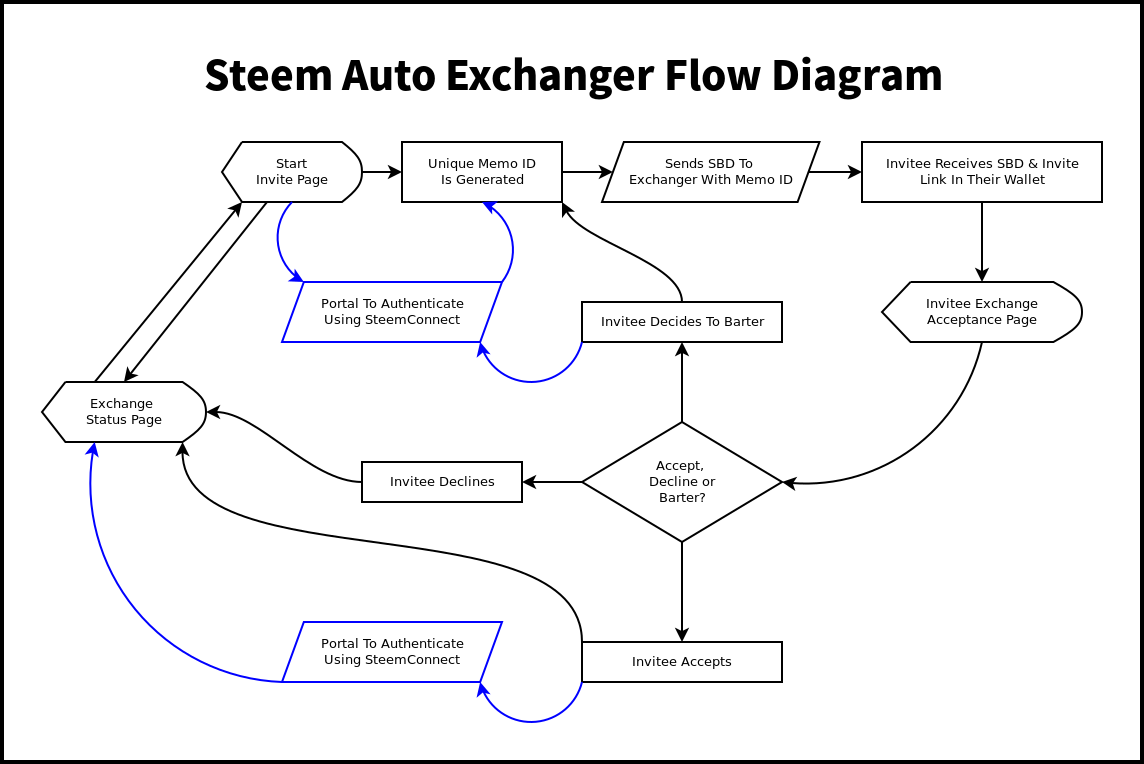 Steem Auto Exchanger Flow Diagram
Start
Invite Page
Unique Memo ID
Is Generated
Sends SBD To
Exchanger With Memo ID
Invitee Receives SBD & Invite
Link In Their Wallet
Portal To Authenticate
Using SteemConnect
Invitee Decides To Barter
Invitee Exchange
Acceptance Page
Exchange
Status Page
Invitee Declines
Accept,
Decline or
Barter?
Portal To Authenticate
Using SteemConnect
Invitee Accepts